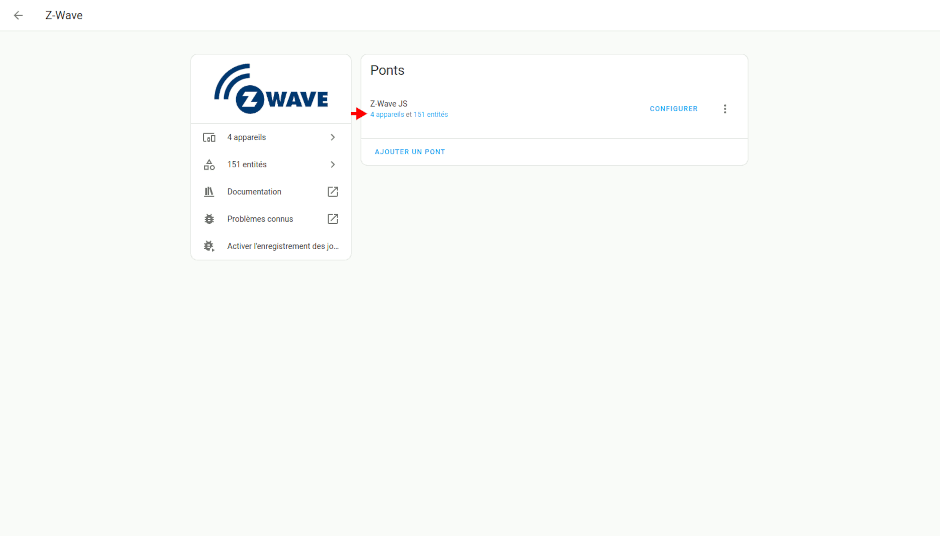 Z-Wave
Z WAVE
4 appareils
151 entités
Documentation
Problèmes connus
Activer l'enregistrement des jo...
Ponts
Z-Wave JS
4 appareils et 151 entités
CONFIGURER
AJOUTER UN PONT